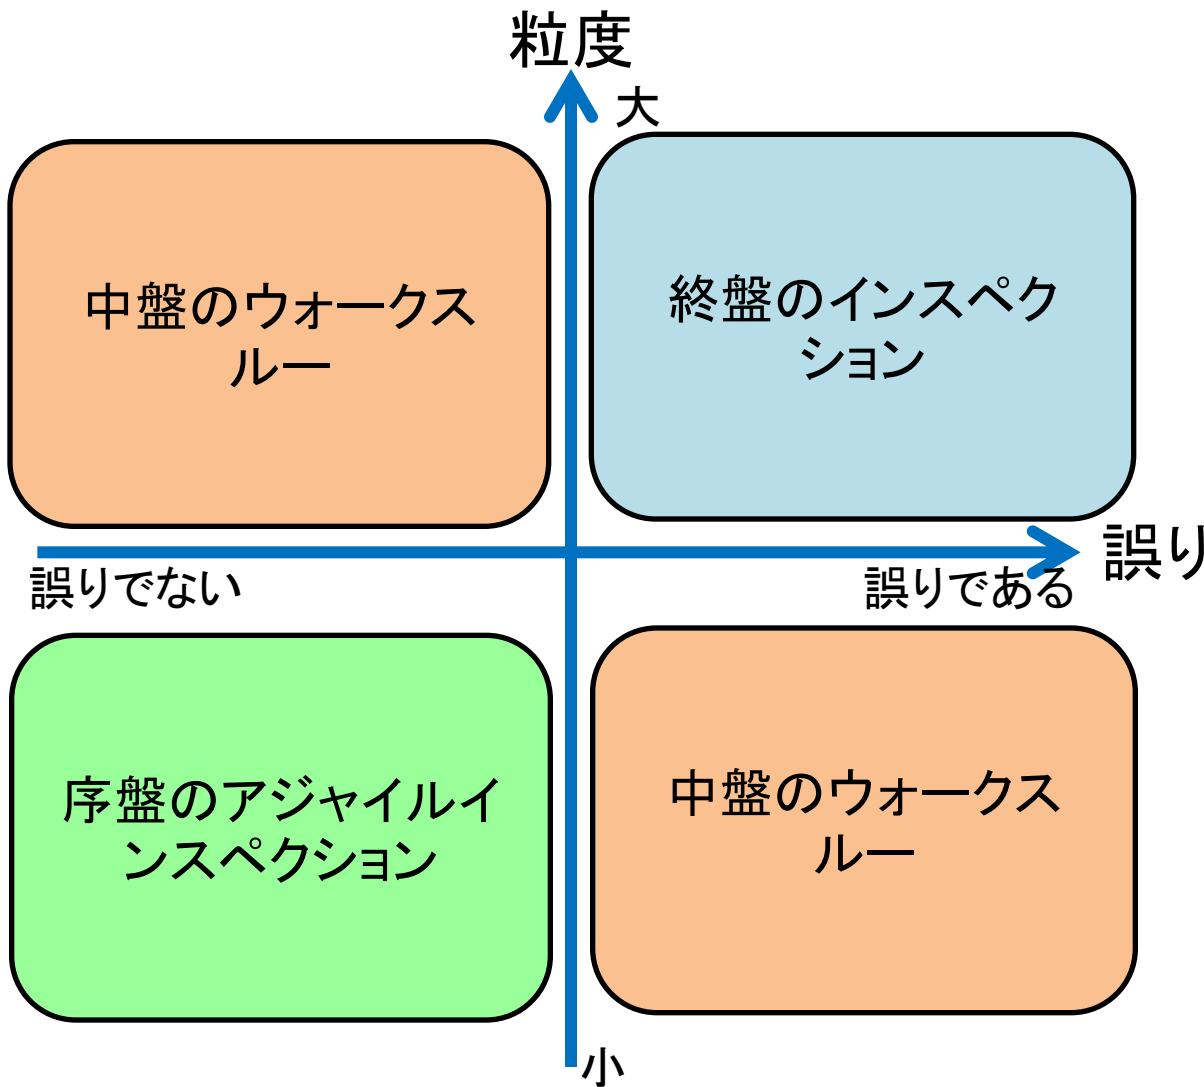 粒度
大
中盤のウォークス
ルー
終盤のインスペク
ション
誤り
誤りでない
誤りである
序盤のアジャイルイ
ンスペクション
中盤のウォークス
ルー
小